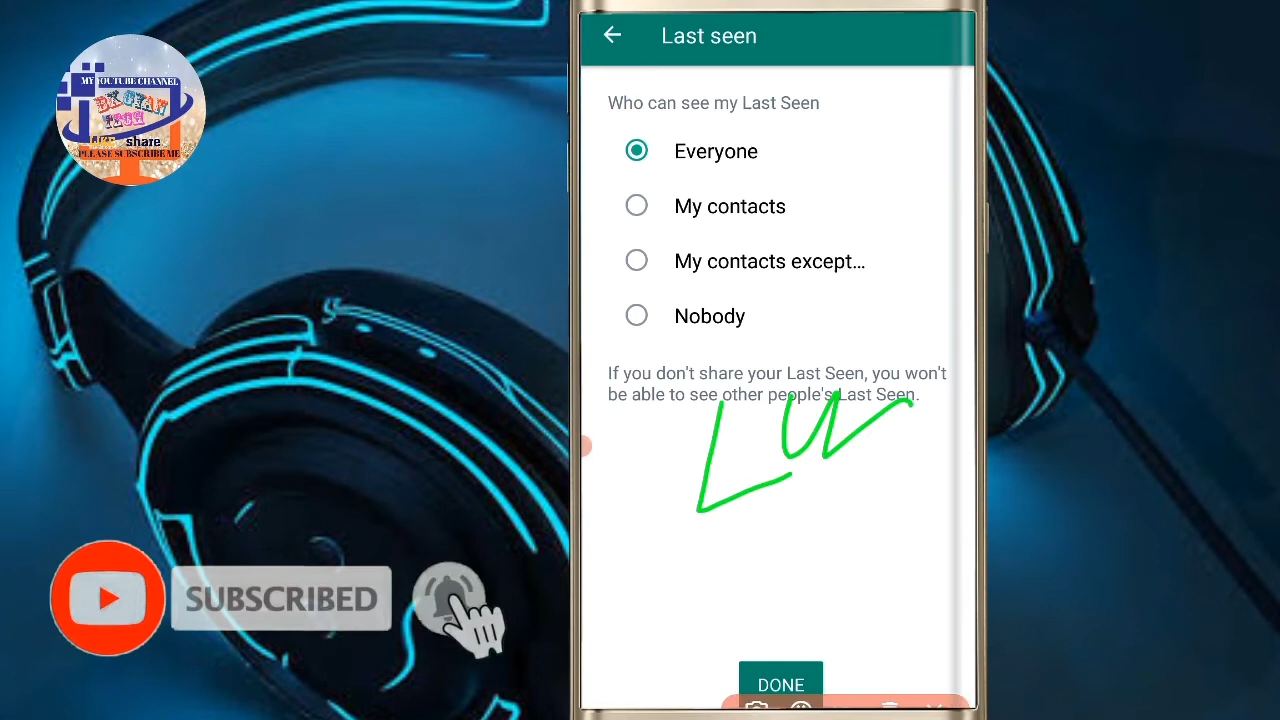 MY YOUTUBE CHANNEL
share
PLEASE SUBSCRIBE ME
SUBSCRIBED
Last seen
Who can see my Last Seen
Everyone
My contacts
My contacts except...
Nobody
If you don't share your Last Seen, you won't
be able to see other people's Last Seen.
DONE